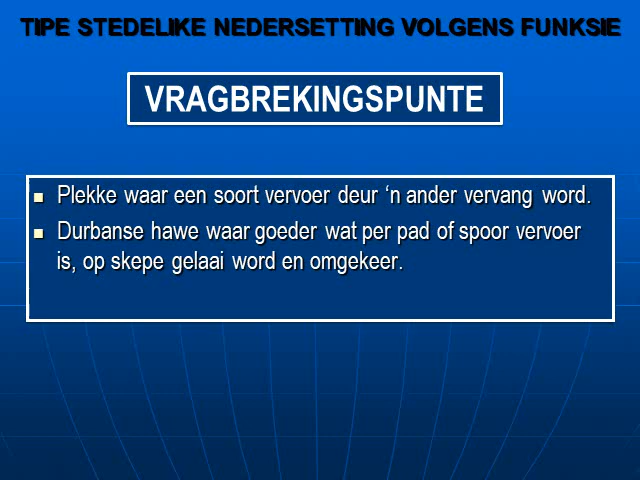 TIPE STEDELIKE NEDERSETTING VOLGENS FUNKSIE
VRAGBREKINGSPUNTE
Plekke waar een soort vervoer deur ‘n ander vervang word.
Durbanse hawe waar goeder wat per pad of spoor vervoer
is, op skepe gelaai word en omgekeer.